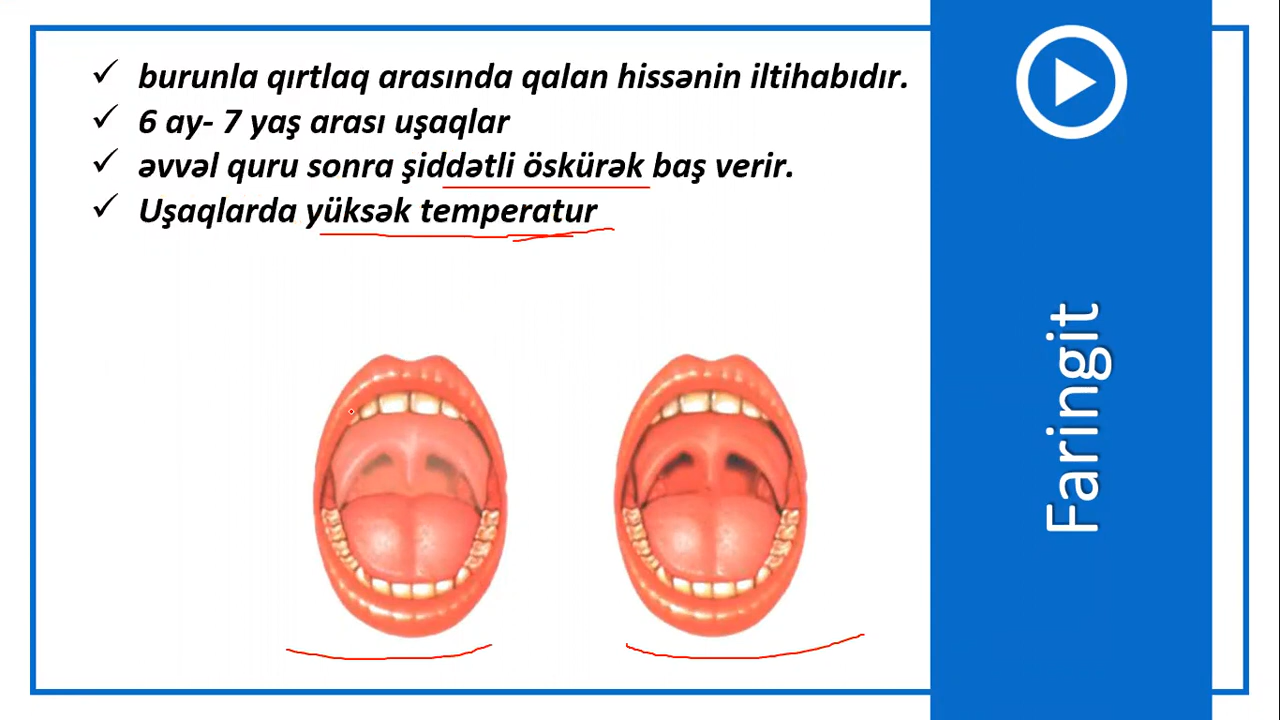 burunla qırtlaq arasında qalan hissənin iltihabıdır.
6 ay- 7 yaş arası uşaqlar
əvvəl quru sonra şiddətli öskürək baş verir.
Uşaqlarda yüksək temperatur
Faringit